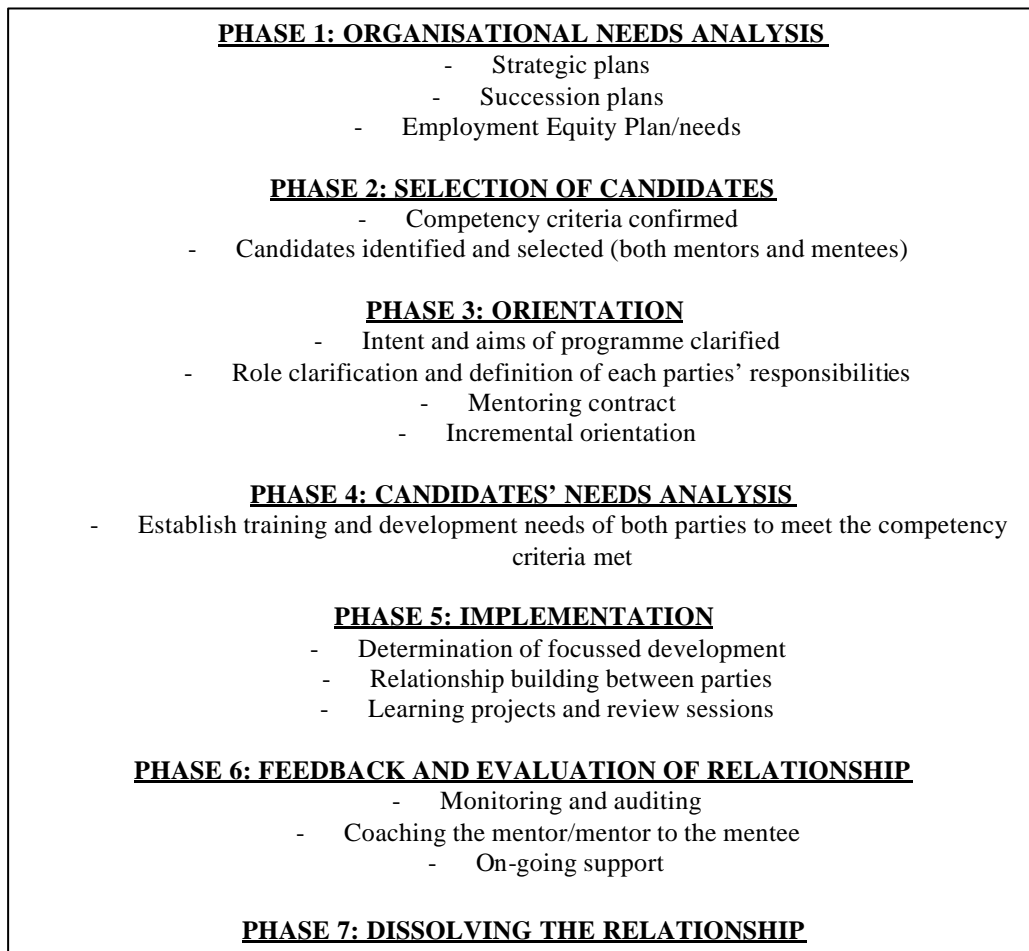 PHASE 1: ORGANISATIONAL NEEDS ANALYSIS
- Strategic plans
- Succession plans
- Employment Equity Plan/needs
PHASE 2: SELECTION OF CANDIDATES
- Competency criteria confirmed
- Candidates identified and selected (both mentors and mentees)
PHASE 3: ORIENTATION
- Intent and aims of programme clarified
- Role clarification and definition of each parties’ responsibilities
- Mentoring contract
- Incremental orientation
PHASE 4: CANDIDATES’ NEEDS ANALYSIS
- Establish training and development needs of both parties to meet the competency
criteria met
PHASE 5: IMPLEMENTATION
- Determination of focussed development
- Relationship building between parties
- Learning projects and review sessions
PHASE 6: FEEDBACK AND EVALUATION OF RELATIONSHIP
- Monitoring and auditing
- Coaching the mentor/mentor to the mentee
- On-going support
PHASE 7: DISSOLVING THE RELATIONSHIP